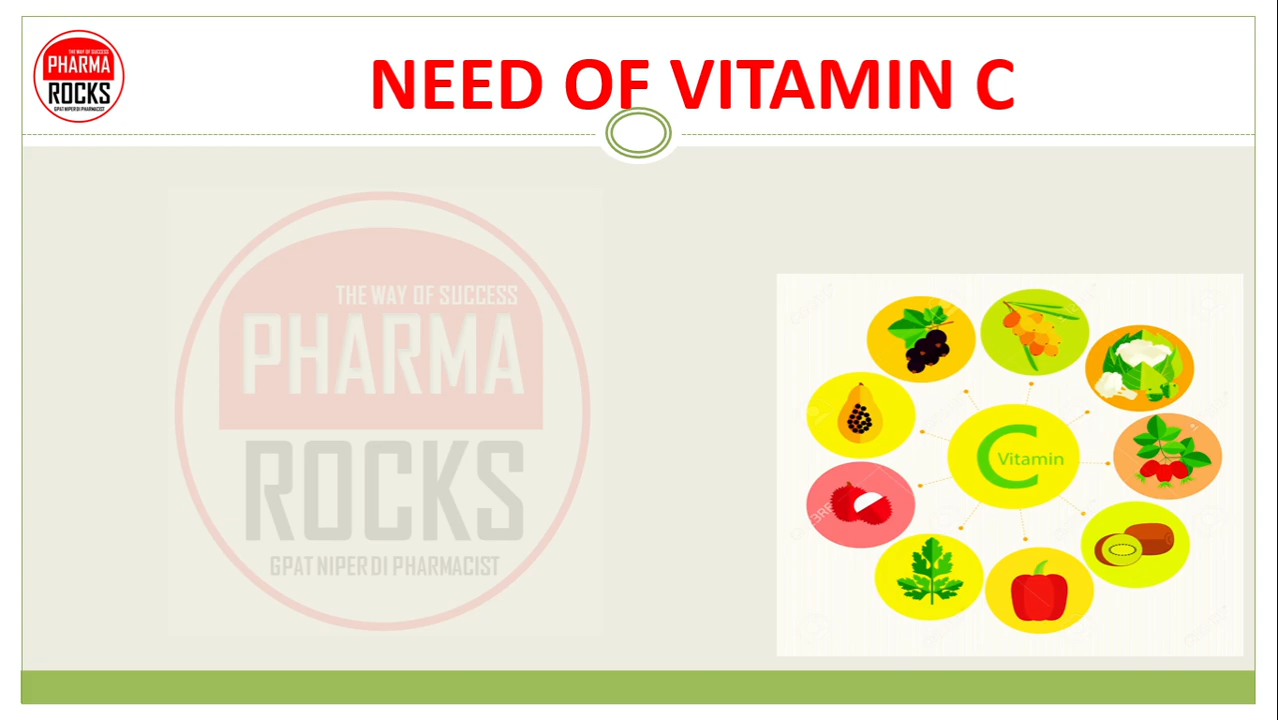 THE WAY OF SUCCESS
PHARMA
ROCKS
GPAT NIPER DI PHARMACIST
NEED OF VITAMIN C
THE WAY OF SUCCESS
PHARMA
ROCKS
GPAT NIPER DI PHARMACIST
C
Vitamin